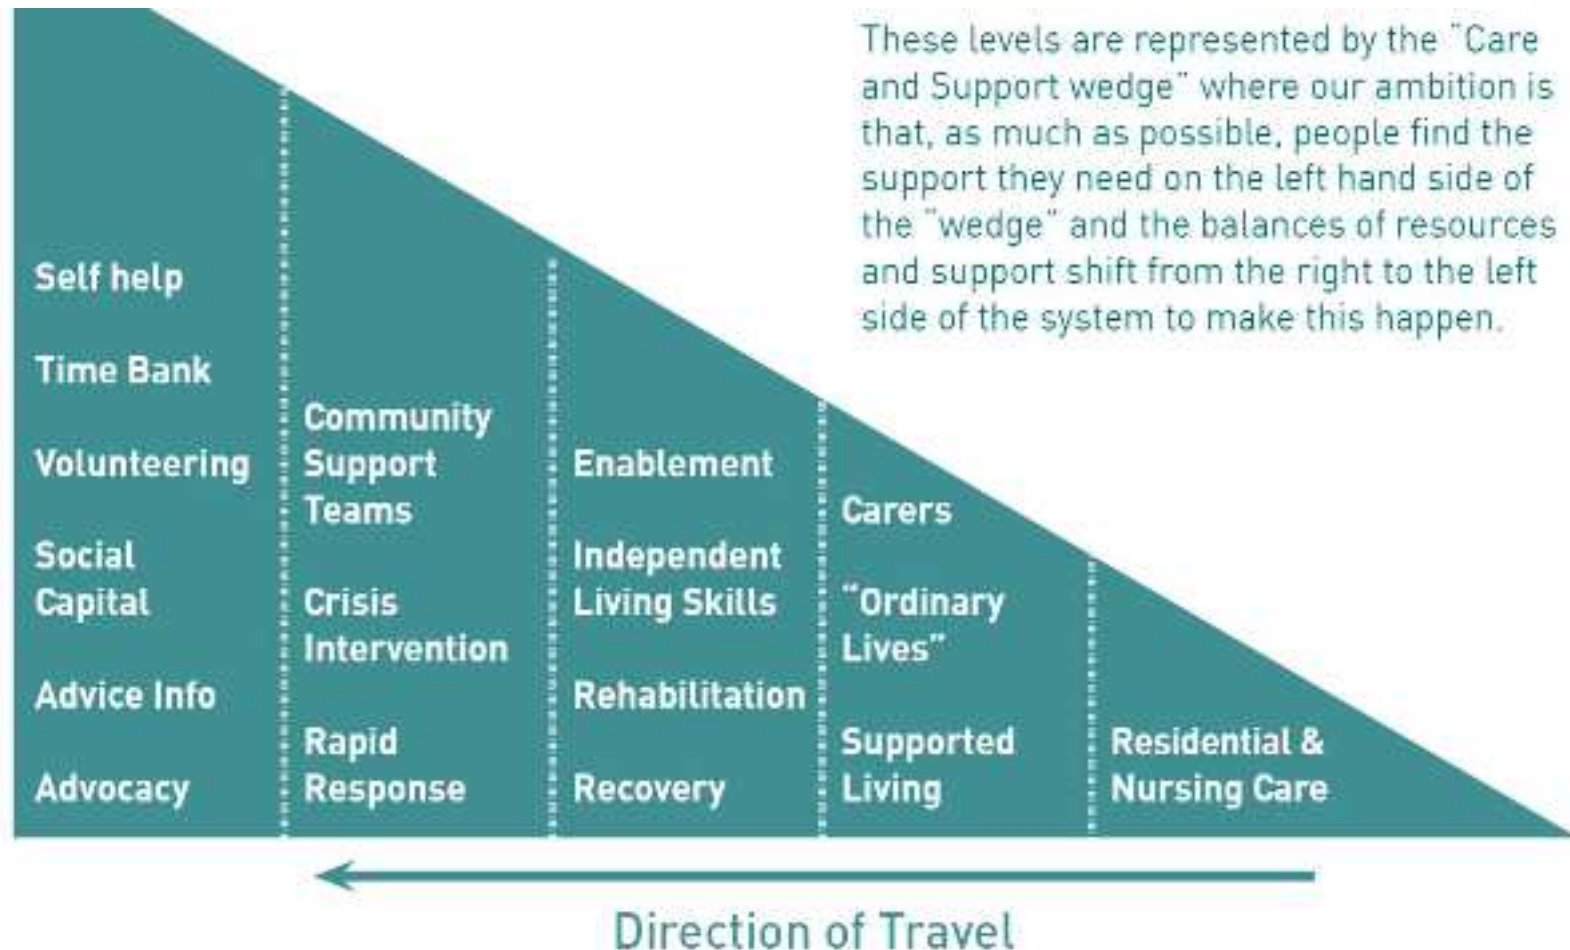 These levels are represented by the “Care
and Support wedge” where our ambition is
that, as much as possible, people find the
support they need on the left hand side of
the “wedge” and the balances of resources
and support shift from the right to the left
side of the system to make this happen.
Self help
Time Bank
Volunteering
Social
Capital
Advice Info
Advocacy
Community
Support
Teams
Crisis
Intervention
Rapid
Response
Enablement
Independent
Living Skills
Rehabilitation
Recovery
Carers
“Ordinary
Lives”
Supported
Living
Residential &
Nursing Care
Direction of Travel